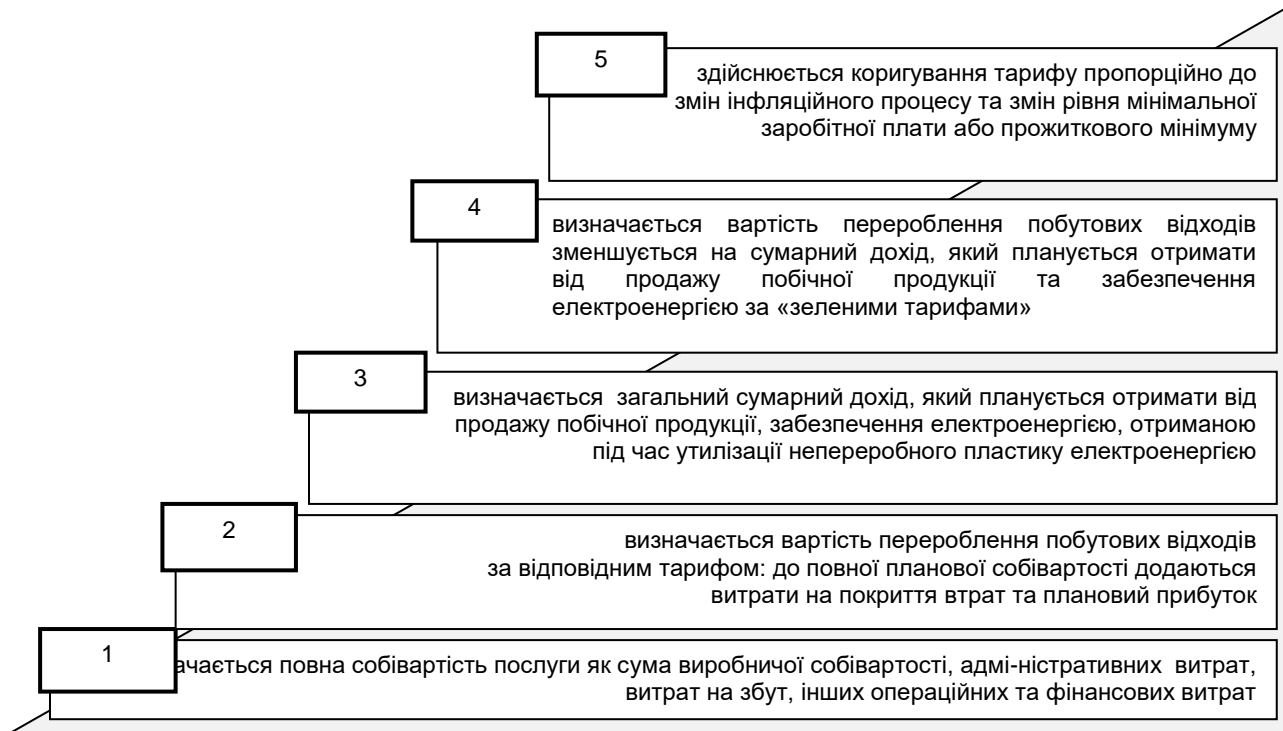 5
здійснюється коригування тарифу пропорційно до
змін інфляційного процесу та змін рівня мінімальної
заробітної плати або прожиткового мінімуму
4
визначається вартість перероблення побутових відходів
зменшується на сумарний дохід, який планується отримати
від продажу побічної продукції та забезпечення
електроенергією за «зеленими тарифами»
3
визначається загальний сумарний дохід, який планується отримати від
продажу побічної продукції, забезпечення електроенергією, отриманою
під час утилізації непереробного пластику електроенергією
2
визначається вартість перероблення побутових відходів
за відповідним тарифом: до повної планової собівартості додаються
витрати на покриття втрат та плановий прибуток
1
ачається повна собівартість послуги як сума виробничої собівартості, адмі-ністративних витрат,
витрат на збут, інших операційних та фінансових витрат